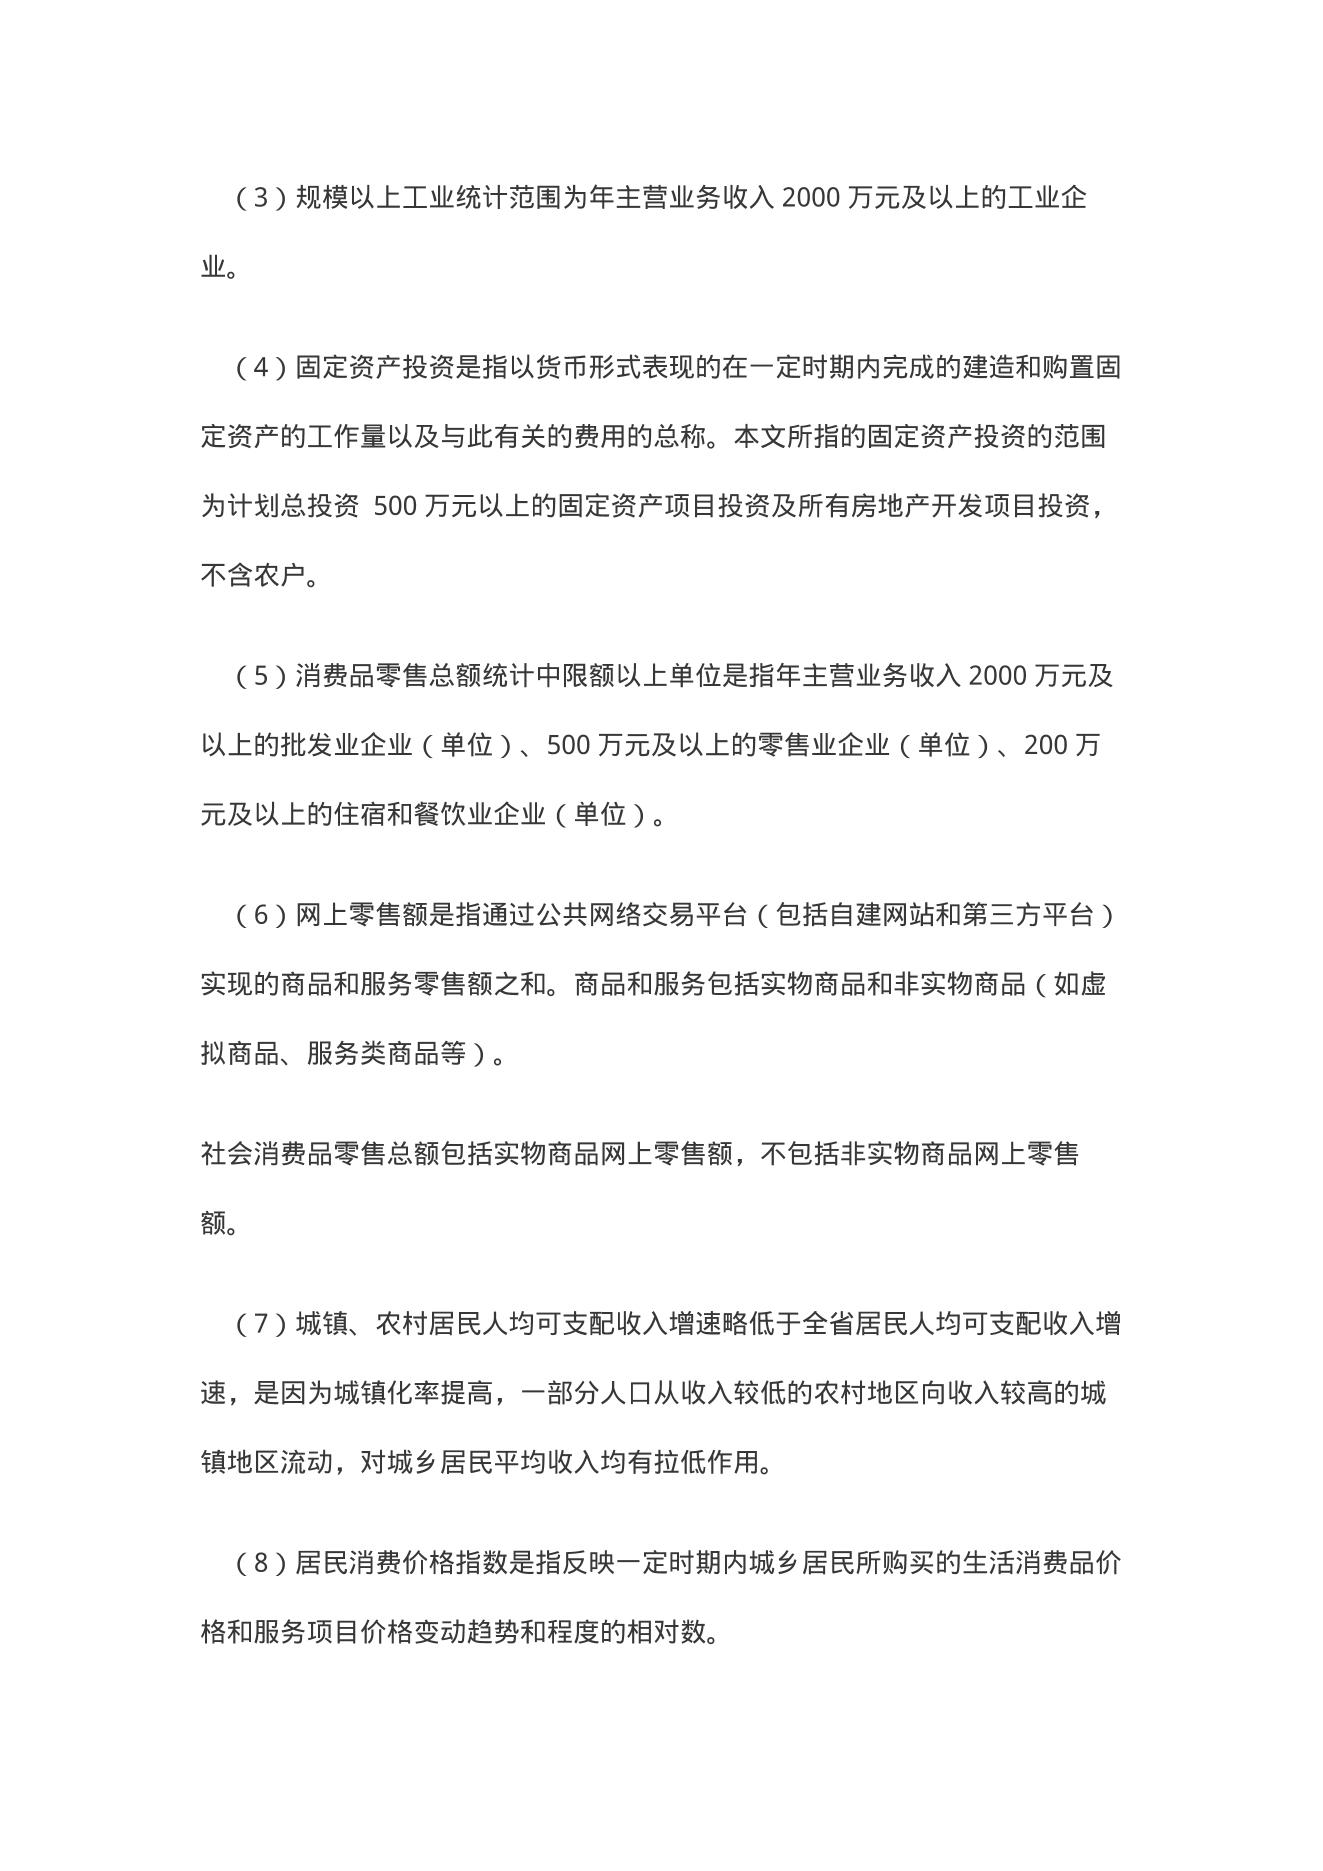 （3）规模以上工业统计范围为年主营业务收入 2000 万元及以上的工业企
业。
（4）固定资产投资是指以货币形式表现的在一定时期内完成的建造和购置固
定资产的工作量以及与此有关的费用的总称。本文所指的固定资产投资的范围
为计划总投资 500 万元以上的固定资产项目投资及所有房地产开发项目投资，
不含农户。
（5）消费品零售总额统计中限额以上单位是指年主营业务收入 2000 万元及
以上的批发业企业（单位）、500 万元及以上的零售业企业（单位）、200 万
元及以上的住宿和餐饮业企业（单位）。
（6）网上零售额是指通过公共网络交易平台（包括自建网站和第三方平台）
实现的商品和服务零售额之和。商品和服务包括实物商品和非实物商品（如虚
拟商品、服务类商品等）。
社会消费品零售总额包括实物商品网上零售额，不包括非实物商品网上零售
额。
（7）城镇、农村居民人均可支配收入增速略低于全省居民人均可支配收入增
速，是因为城镇化率提高，一部分人口从收入较低的农村地区向收入较高的城
镇地区流动，对城乡居民平均收入均有拉低作用。
（8）居民消费价格指数是指反映一定时期内城乡居民所购买的生活消费品价
格和服务项目价格变动趋势和程度的相对数。